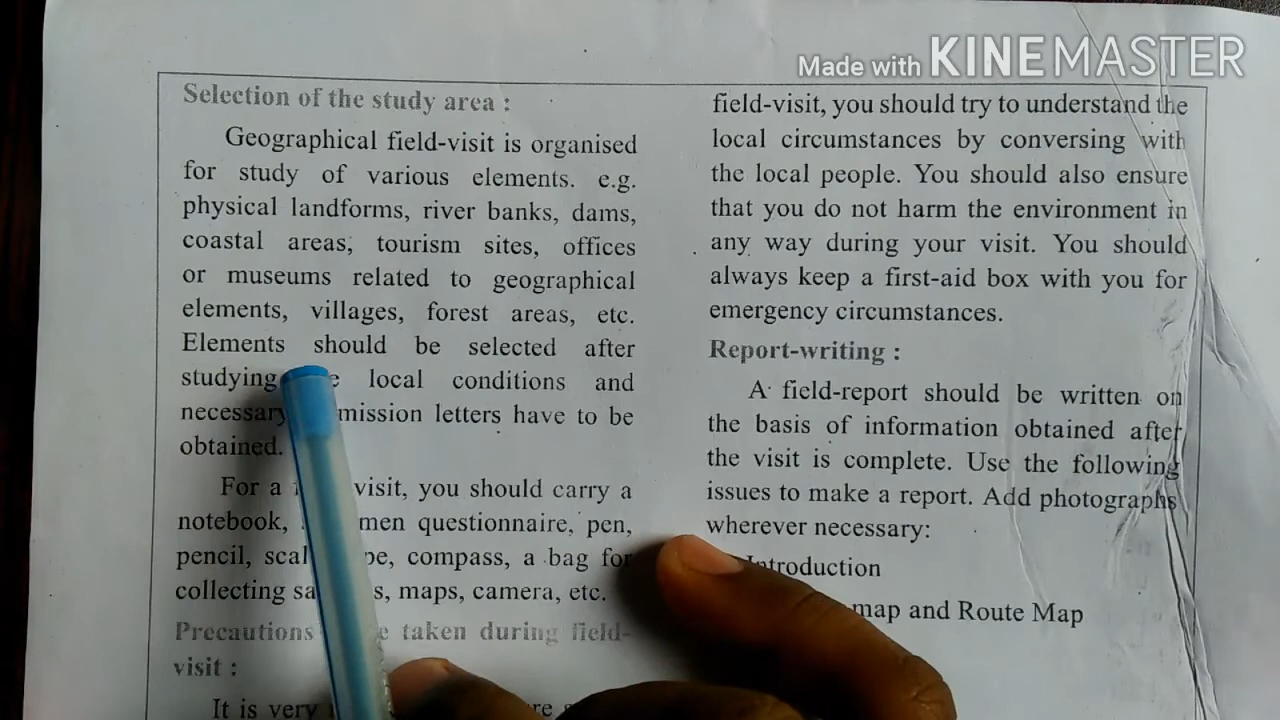 Made with KINEMASTER
Selection of the study area :
Geographical field-visit is organised
for study of various elements. e.g.
physical landforms, river banks, dams,
coastal areas, tourism sites, offices
or museums related to geographical
elements, villages, forest areas, etc.
Elements should be selected after
studying local conditions and
necessary mission letters have to be
obtained.
For a visit, you should carry a
notebook, men questionnaire, pen,
pencil, compass, a bag for
collecting maps, camera, etc.
Precautions taken during field-
visit :
It is very
field-visit, you should try to understand the
local circumstances by conversing with
the local people. You should also ensure
that you do not harm the environment in
any way during your visit. You should
always keep a first-aid box with you for
emergency circumstances.
Report-writing :
A field-report should be written on
the basis of information obtained after
the visit is complete. Use the following
issues to make a report. Add photographs
wherever necessary:
Introduction
map and Route Map